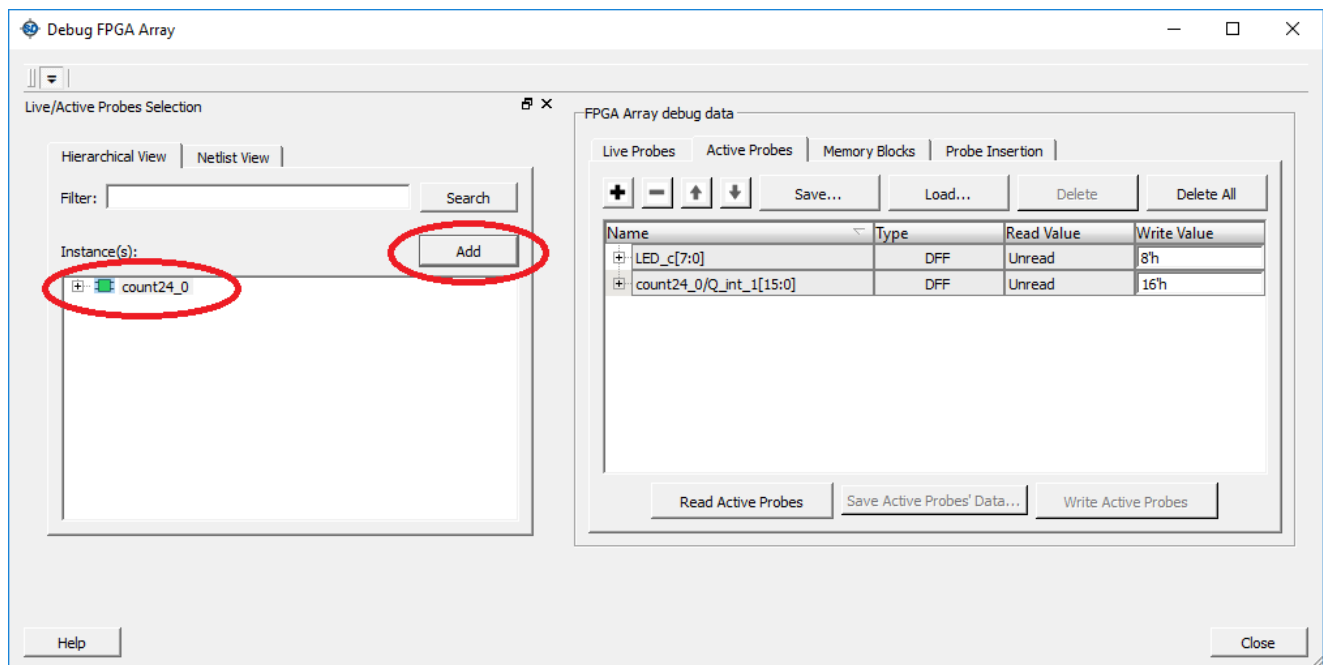 Debug FPGA Array
Live/Active Probes Selection
Hierarchical View
Netlist View
Filter:
Search
Instance(s):
Add
count24_0
FPGA Array debug data
Live Probes
Active Probes
Memory Blocks
Probe Insertion
Save...
Load...
Delete
Delete All
Name Type Read Value Write Value
LED_c[7:0] DFF Unread 8'h
count24_0/Q_int_1[15:0] DFF Unread 16'h
Read Active Probes
Save Active Probes' Data...
Write Active Probes
Help
Close